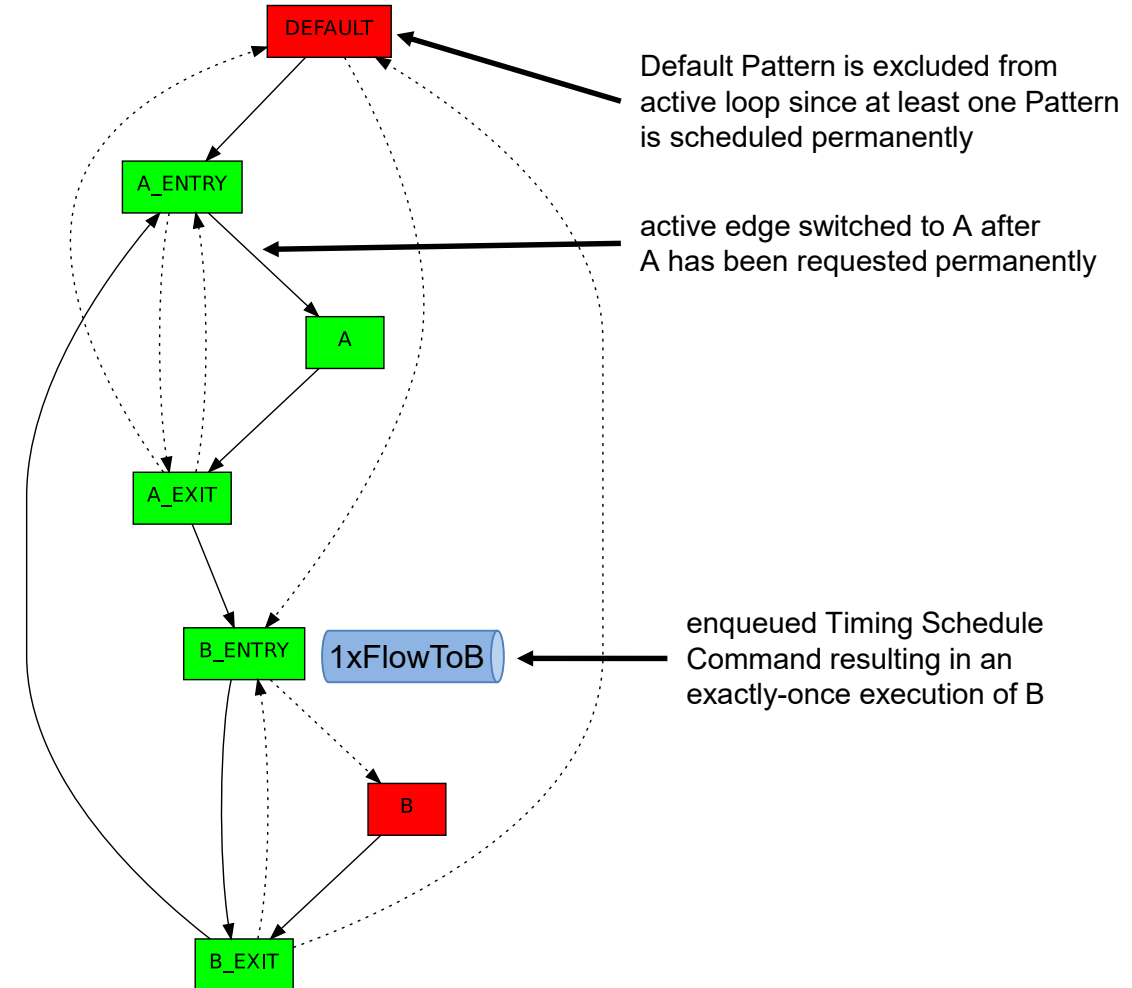 DEFAULT
Default Pattern is excluded from
active loop since at least one Pattern
is scheduled permanently
A_ENTRY
active edge switched to A after
A has been requested permanently
A
A_EXIT
B_ENTRY
1xFlowToB
enqueued Timing Schedule
Command resulting in an
exactly-once execution of B
B
B_EXIT